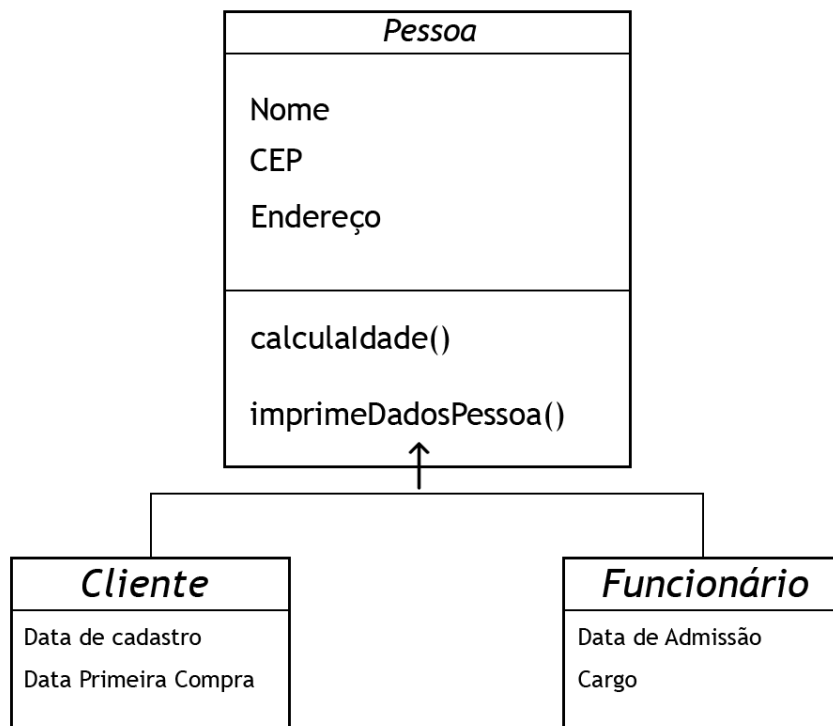 Pessoa
Nome
CEP
Endereço
calculaIdade()
imprimeDadosPessoa()
Cliente
Data de cadastro
Data Primeira Compra
Funcionário
Data de Admissão
Cargo